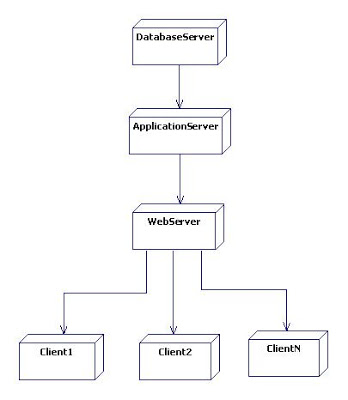 DatabaseServer
ApplicationServer
WebServer
Client1
Client2
ClientN